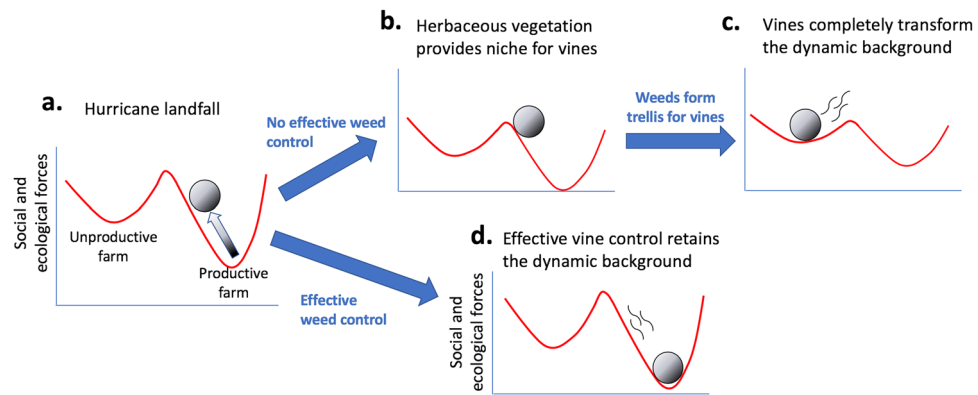 a.
Hurricane landfall
Social and
ecological forces
Unproductive
farm
Productive
farm
No effective weed
control
Effective
weed control
b.
Herbaceous vegetation
provides niche for vines
Weeds form
trellis for vines
c.
Vines completely transform
the dynamic background
d.
Effective vine control retains
the dynamic background
Social and
ecological forces